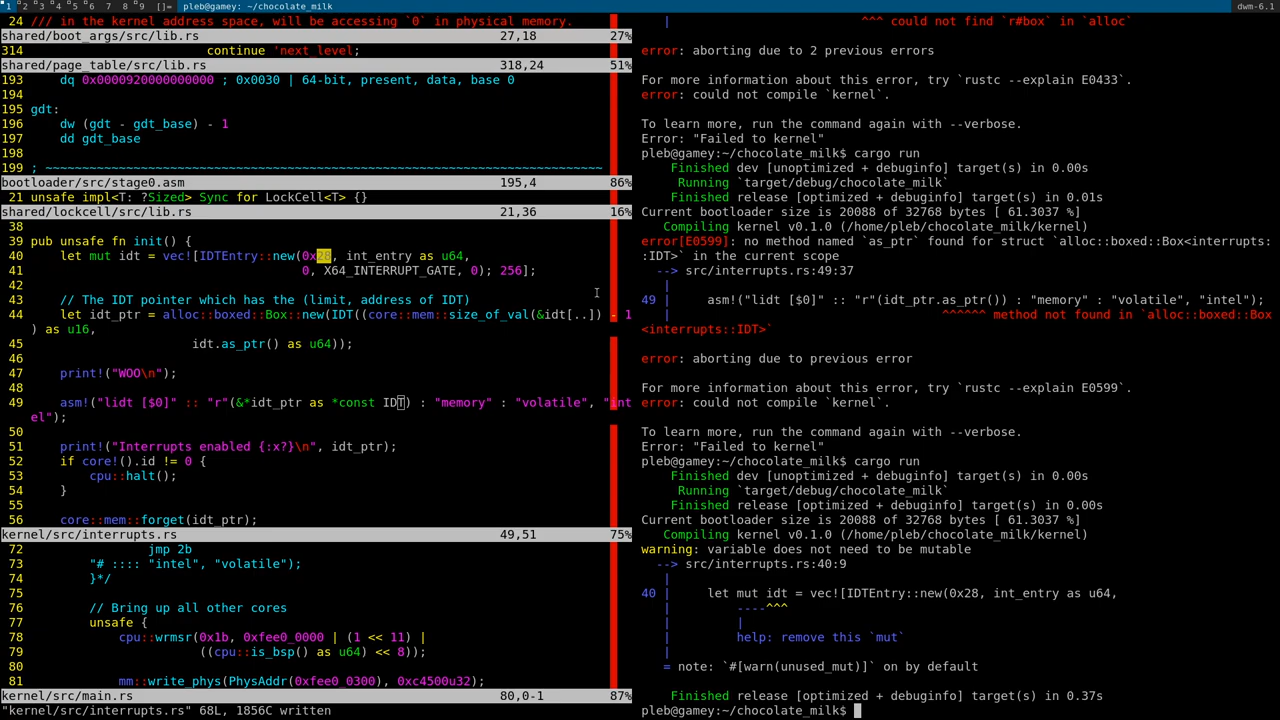 1 2 3 4 5 6 7 8 9 []= pleb@gamey: ~/chocolate_milk dwm-6.1
24 /// in the kernel address space, will be accessing `0` in physical memory.
shared/boot_args/src/lib.rs 27,18 27%
314 continue 'next_level;
shared/page_table/src/lib.rs 318,24 51%
193 dq 0x0000920000000000 ; 0x0030 | 64-bit, present, data, base 0
194
195 gdt:
196 dw (gdt - gdt_base) - 1
197 dd gdt_base
198
199 ; ~~~~~~~~~~~~~~~~~~~~~~~~~~~~~~~~~~~~~~~~~~~~~~~~~~~~~~~~~~~~~~~~~~~~~~~~~
bootloader/src/stage0.asm 195,4 86%
21 unsafe impl<T: ?Sized> Sync for LockCell<T> {}
shared/lockcell/src/lib.rs 21,36 16%
38
39 pub unsafe fn init() {
40 let mut idt = vec![IDTEntry::new(0x28, int_entry as u64,
41 0, X64_INTERRUPT_GATE, 0); 256];
42
43 // The IDT pointer which has the (limit, address of IDT)
44 let idt_ptr = alloc::boxed::Box::new(IDT((core::mem::size_of_val(&idt[..]) - 1
) as u16,
45 idt.as_ptr() as u64));
46
47 print!("WOO\n");
48
49 asm!("lidt [$0]" :: "r"(&*idt_ptr as *const IDT) : "memory" : "volatile", "int
el");
50
51 print!("Interrupts enabled {:x?}\n", idt_ptr);
52 if core!().id != 0 {
53 cpu::halt();
54 }
55
56 core::mem::forget(idt_ptr);
kernel/src/interrupts.rs 49,51 75%
72 jmp 2b
73 "# :::: "intel", "volatile");
74 }*/
75
76 // Bring up all other cores
77 unsafe {
78 cpu::wrmsr(0x1b, 0xfee0_0000 | (1 << 11) |
79 ((cpu::is_bsp() as u64) << 8));
80
81 mm::write_phys(PhysAddr(0xfee0_0300), 0xc4500u32);
kernel/src/main.rs 80,0-1 87%
"kernel/src/interrupts.rs" 68L, 1856C written
| ^^^ could not find `r#box` in `alloc`
error: aborting due to 2 previous errors
For more information about this error, try `rustc --explain E0433`.
error: could not compile `kernel`.
To learn more, run the command again with --verbose.
Error: "Failed to kernel"
pleb@gamey:~/chocolate_milk$ cargo run
Finished dev [unoptimized + debuginfo] target(s) in 0.00s
Running `target/debug/chocolate_milk`
Finished release [optimized + debuginfo] target(s) in 0.01s
Current bootloader size is 20088 of 32768 bytes [ 61.3037 %]
Compiling kernel v0.1.0 (/home/pleb/chocolate_milk/kernel)
error[E0599]: no method named `as_ptr` found for struct `alloc::boxed::Box<interrupts:
:IDT>` in the current scope
--> src/interrupts.rs:49:37
|
49 | asm!("lidt [$0]" :: "r"(idt_ptr.as_ptr()) : "memory" : "volatile", "intel");
| ^^^^^^ method not found in `alloc::boxed::Box
<interrupts::IDT>`
error: aborting due to previous error
For more information about this error, try `rustc --explain E0599`.
error: could not compile `kernel`.
To learn more, run the command again with --verbose.
Error: "Failed to kernel"
pleb@gamey:~/chocolate_milk$ cargo run
Finished dev [unoptimized + debuginfo] target(s) in 0.00s
Running `target/debug/chocolate_milk`
Finished release [optimized + debuginfo] target(s) in 0.00s
Current bootloader size is 20088 of 32768 bytes [ 61.3037 %]
Compiling kernel v0.1.0 (/home/pleb/chocolate_milk/kernel)
warning: variable does not need to be mutable
--> src/interrupts.rs:40:9
|
40 | let mut idt = vec![IDTEntry::new(0x28, int_entry as u64,
| ----^^^
| |
| help: remove this `mut`
|
= note: `#[warn(unused_mut)]` on by default
Finished release [optimized + debuginfo] target(s) in 0.37s
pleb@gamey:~/chocolate_milk$